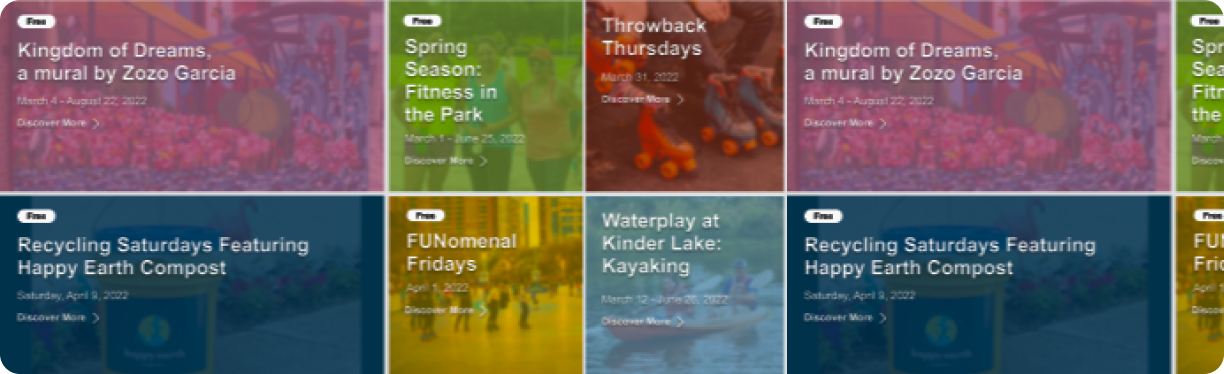 Free
Kingdom of Dreams,
a mural by Zozo Garcia
March 4 - August 22, 2022
Discover More
Free
Spring
Season:
Fitness in
the Park
March 1 - June 25, 2022
Discover More
Throwback
Thursdays
March 31, 2022
Discover More
Free
Kingdom of Dreams,
a mural by Zozo Garcia
March 4 - August 22, 2022
Discover More
Free
Spr
Sea
Fitn
the
Free
Recycling Saturdays Featuring
Happy Earth Compost
Saturday, April 9, 2022
Discover More
happy earth
Free
FUNomenal
Fridays
April 1, 2022
Discover More
Waterplay at
Kinder Lake:
Kayaking
March 12 - June 26, 2022
Discover More
Free
Recycling Saturdays Featuring
Happy Earth Compost
Saturday, April 9, 2022
Discover More
happy earth
Free
FUN
Frid